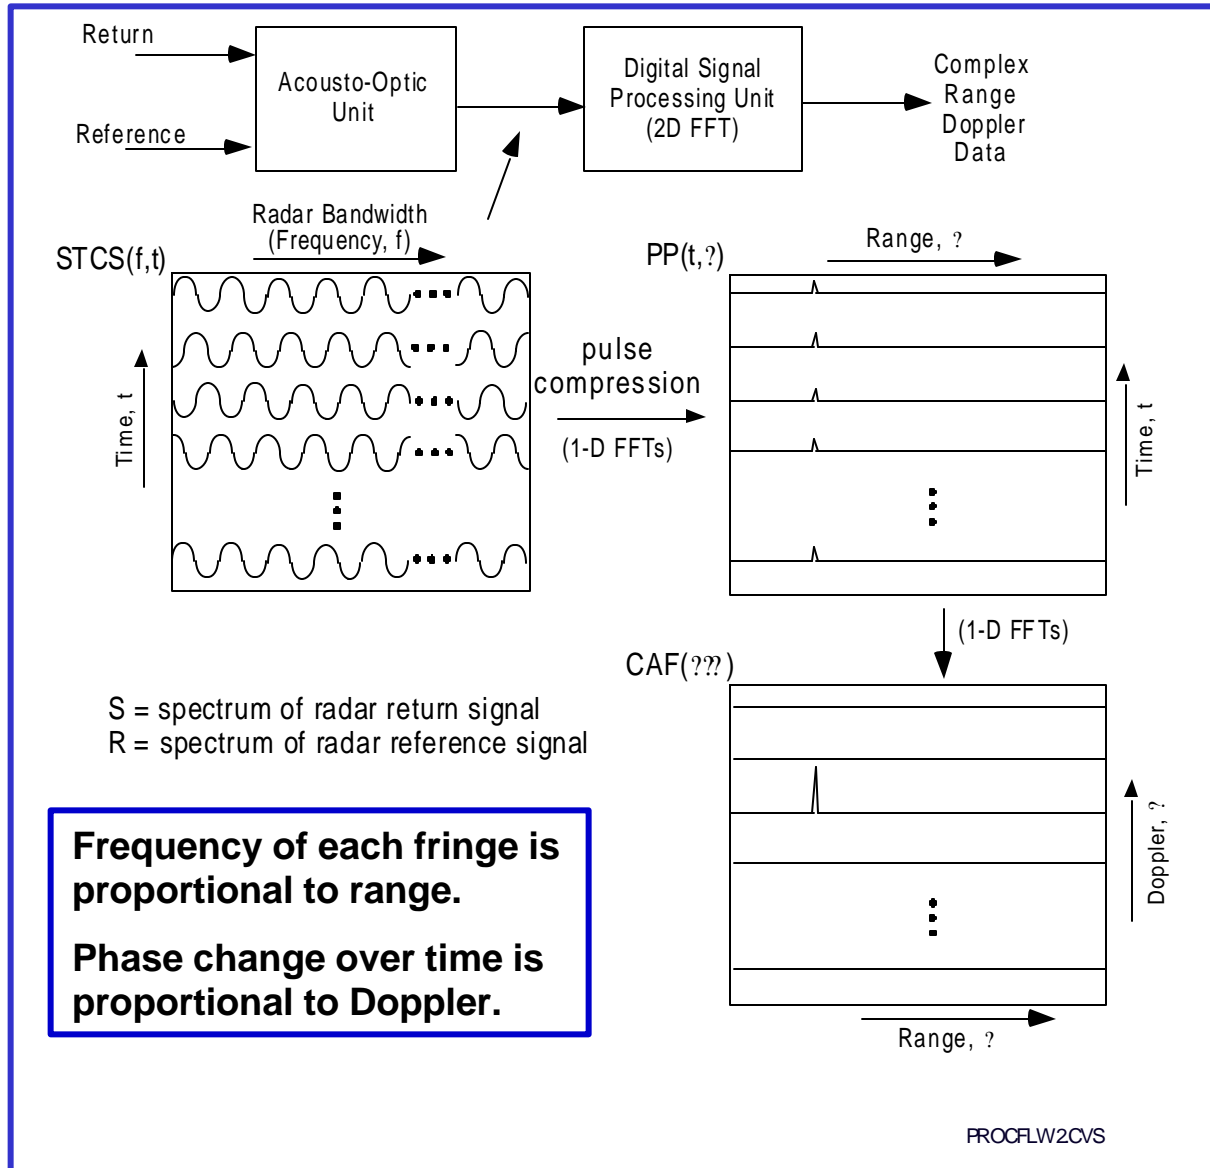 Return
Reference
Acousto-Optic
Unit
Digital Signal
Processing Unit
(2D FFT)
Complex
Range
Doppler
Data
Radar Bandwidth
(Frequency, f)
STCS(f,t)
Time, t
pulse
compression
(1-D FFTs)
PP(t,?)
Range, ?
Time, t
(1-D FFTs)
CAF(???)
Doppler, ?
Range, ?
S = spectrum of radar return signal
R = spectrum of radar reference signal
Frequency of each fringe is
proportional to range.
Phase change over time is
proportional to Doppler.
PROCFLW2.CVS